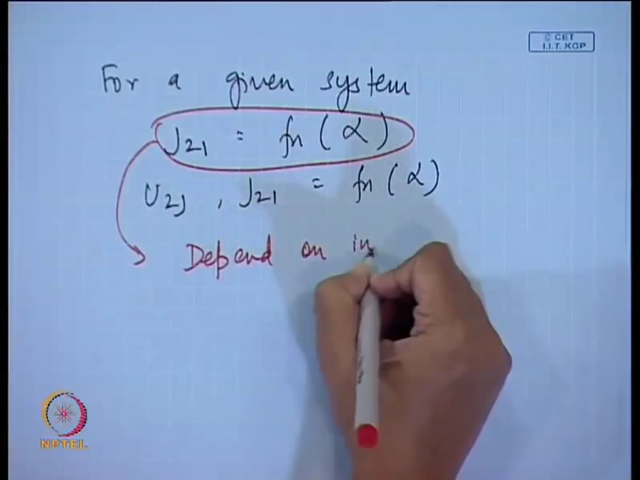 © CET
I.I.T. KGP
For a given system
J21 = fn (α)
U2J , J21 = fn (α)
Depend on in
NPTEL